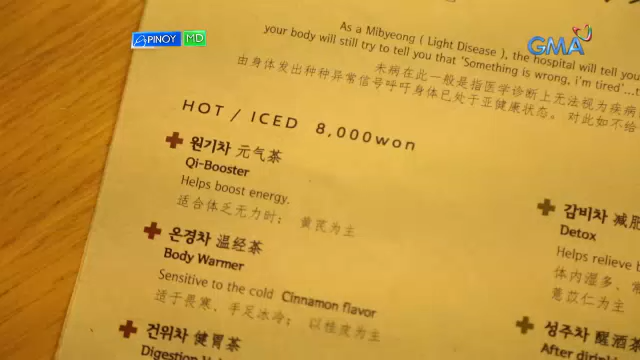 PINOY MD
GMA
As a Mibyeong ( Light Disease ), the hospital will tell you
your body will still try to tell you that 'Something is wrong, i'm tired'...t
未病在此一般是指医学诊断上无法视为疾病
由身体发出种种异常信号呼吁身体已处于亚健康状态。对此如不给
HOT / ICED 8,000won
원기차 元气茶
Qi-Booster
Helps boost energy.
适合体乏无力时； 黄芪为主
온경차 温经茶
Body Warmer
Sensitive to the cold Cinnamon flavor
适于畏寒、手足冰冷； 以桂皮为主
건위차 健胃茶
Digestion
감비차 减肥
Detox
Helps relieve b
体内湿多、
薏苡仁为主
성주차 醒酒茶
After drinki